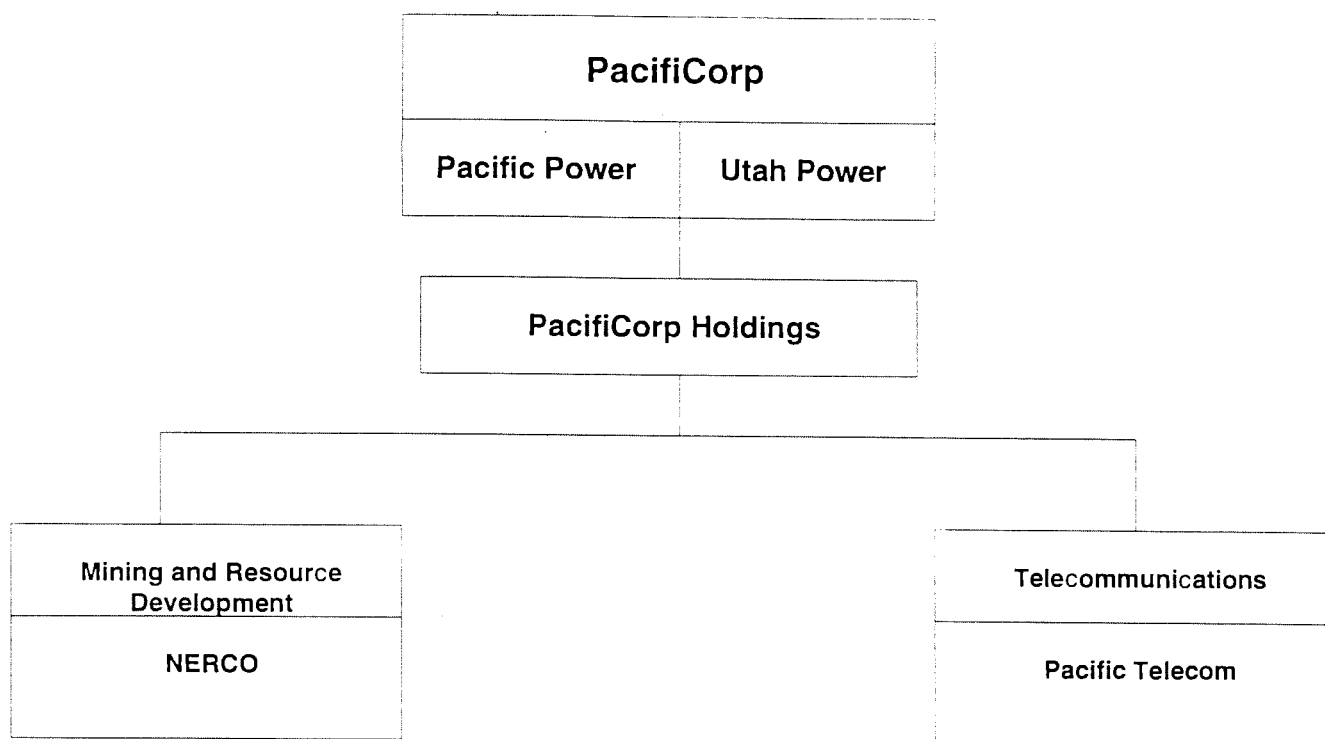 PacifiCorp
Pacific Power
Utah Power
PacifiCorp Holdings
Mining and Resource
Development
NERCO
Telecommunications
Pacific Telecom